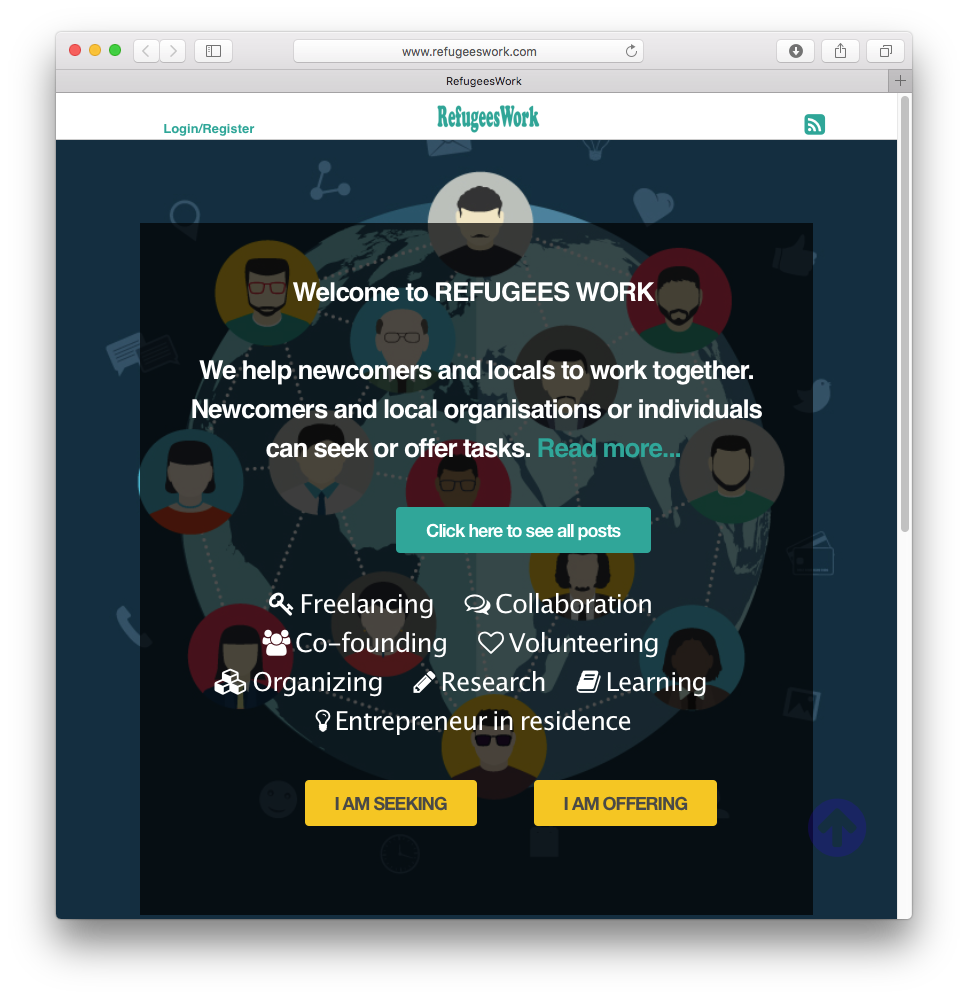 www.refugeeswork.com
RefugeesWork
Login/Register
RefugeesWork
Welcome to REFUGEES WORK
We help newcomers and locals to work together.
Newcomers and local organisations or individuals
can seek or offer tasks. Read more...
Click here to see all posts
Freelancing Collaboration
Co-founding Volunteering
Organizing Research Learning
Entrepreneur in residence
I AM SEEKING I AM OFFERING